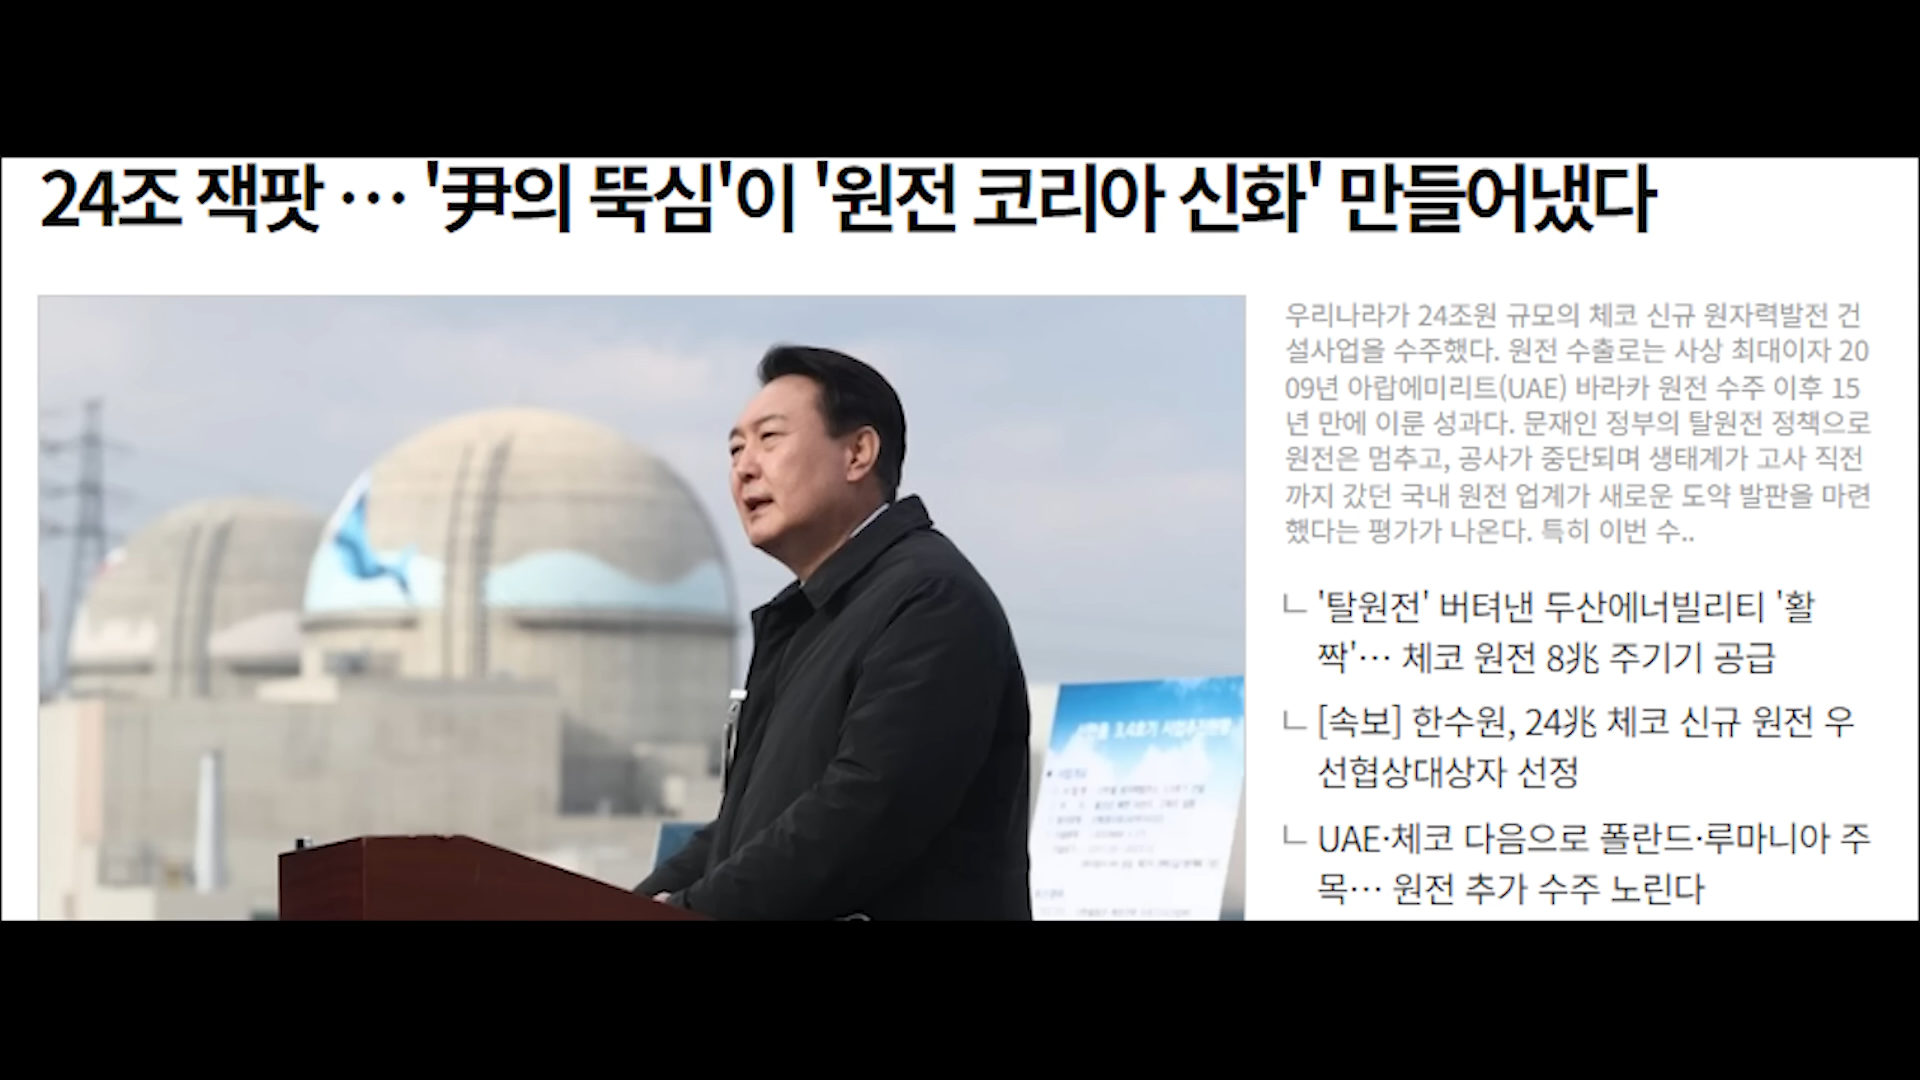 24조 잭팟 … '尹의 뚝심'이 '원전 코리아 신화' 만들어냈다
우리나라가 24조원 규모의 체코 신규 원자력발전 건
설사업을 수주했다. 원전 수출로는 사상 최대이자 20
09년 아랍에미리트(UAE) 바라카 원전 수주 이후 15
년 만에 이룬 성과다. 문재인 정부의 탈원전 정책으로
원전은 멈추고, 공사가 중단되며 생태계가 고사 직전
까지 갔던 국내 원전 업계가 새로운 도약 발판을 마련
했다는 평가가 나온다. 특히 이번 수..
ㄴ '탈원전' 버텨낸 두산에너빌리티 '활
짝'… 체코 원전 8兆 주기기 공급
ㄴ [속보] 한수원, 24兆 체코 신규 원전 우
선협상대상자 선정
ㄴ UAE·체코 다음으로 폴란드·루마니아 주
목… 원전 추가 수주 노린다
3,4호기